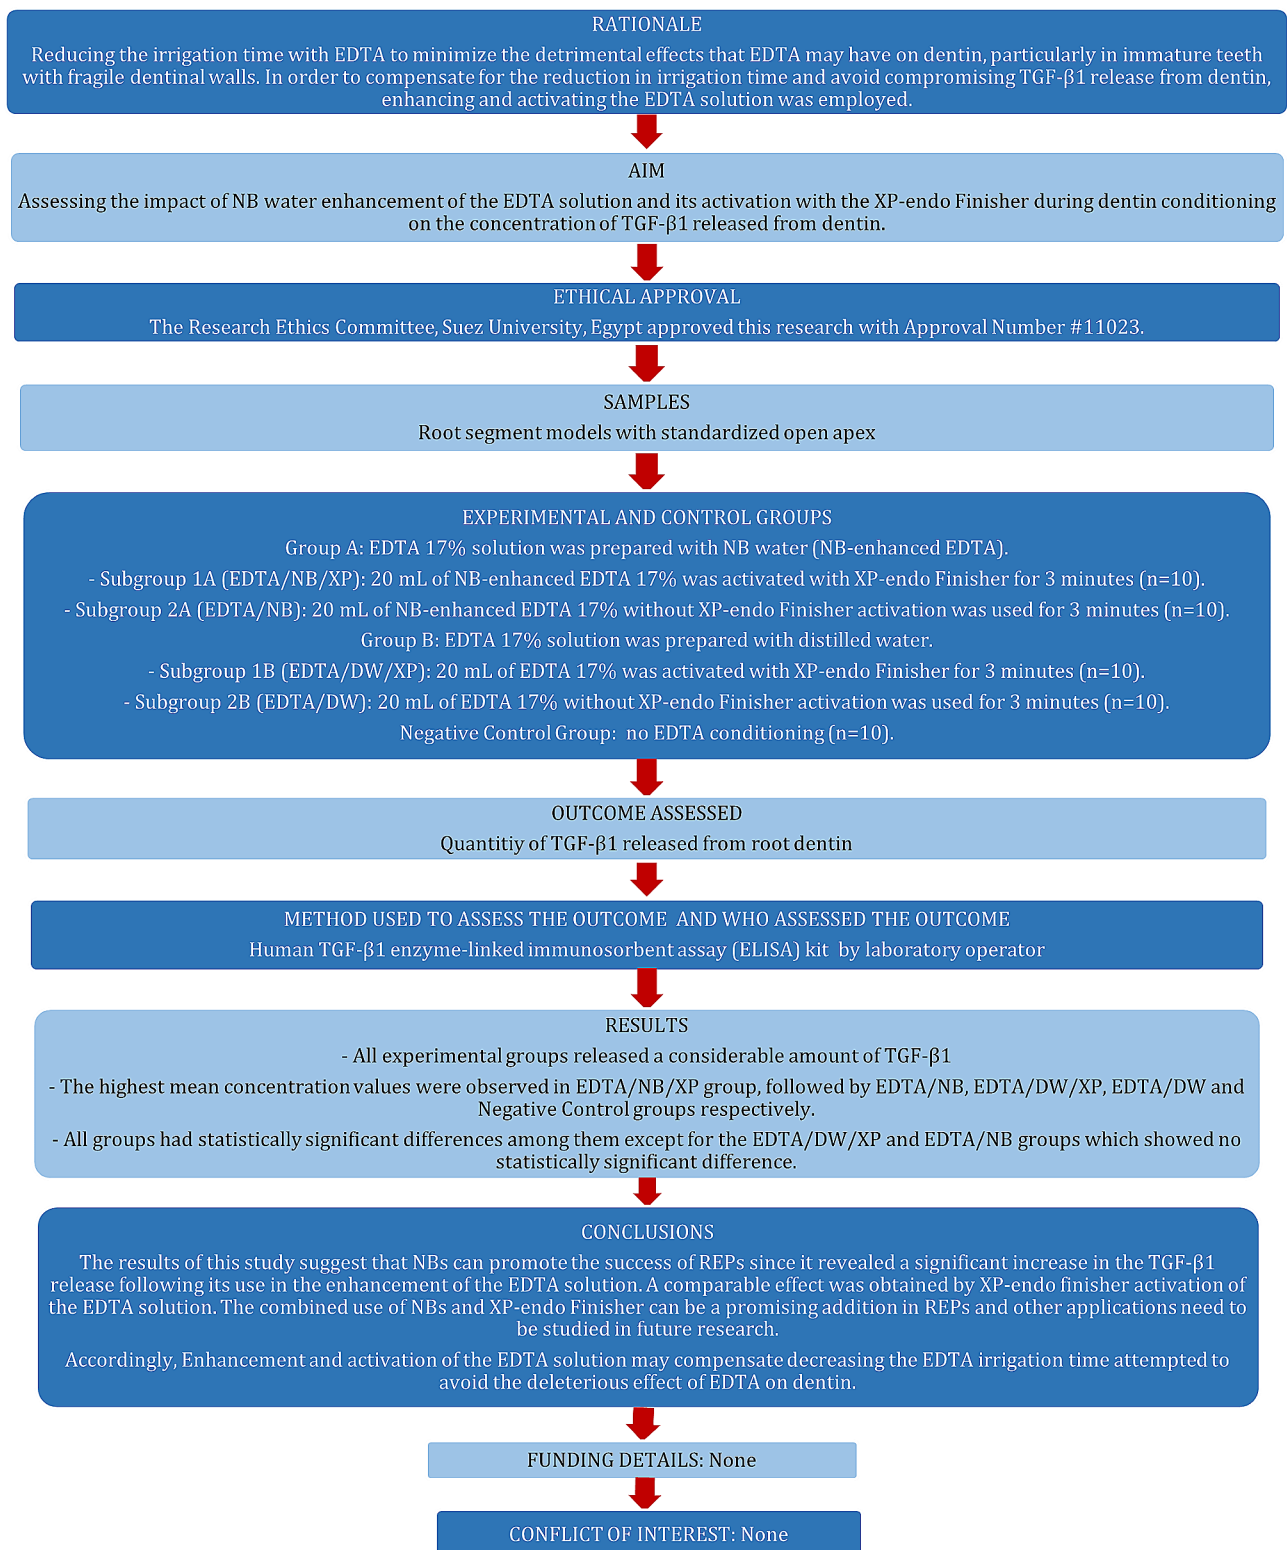 RATIONALE
Reducing the irrigation time with EDTA to minimize the detrimental effects that EDTA may have on dentin, particularly in immature teeth
with fragile dentinal walls. In order to compensate for the reduction in irrigation time and avoid compromising TGF-β1 release from dentin,
enhancing and activating the EDTA solution was employed.
AIM
Assessing the impact of NB water enhancement of the EDTA solution and its activation with the XP-endo Finisher during dentin conditioning
on the concentration of TGF-β1 released from dentin.
ETHICAL APPROVAL
The Research Ethics Committee, Suez University, Egypt approved this research with Approval Number #11023.
SAMPLES
Root segment models with standardized open apex
EXPERIMENTAL AND CONTROL GROUPS
Group A: EDTA 17% solution was prepared with NB water (NB-enhanced EDTA).
- Subgroup 1A (EDTA/NB/XP): 20 mL of NB-enhanced EDTA 17% was activated with XP-endo Finisher for 3 minutes (n=10).
- Subgroup 2A (EDTA/NB): 20 mL of NB-enhanced EDTA 17% without XP-endo Finisher activation was used for 3 minutes (n=10).
Group B: EDTA 17% solution was prepared with distilled water.
- Subgroup 1B (EDTA/DW/XP): 20 mL of EDTA 17% was activated with XP-endo Finisher for 3 minutes (n=10).
- Subgroup 2B (EDTA/DW): 20 mL of EDTA 17% without XP-endo Finisher activation was used for 3 minutes (n=10).
Negative Control Group: no EDTA conditioning (n=10).
OUTCOME ASSESSED
Quantitiy of TGF-β1 released from root dentin
METHOD USED TO ASSESS THE OUTCOME AND WHO ASSESSED THE OUTCOME
Human TGF-β1 enzyme-linked immunosorbent assay (ELISA) kit by laboratory operator
RESULTS
- All experimental groups released a considerable amount of TGF-β1
- The highest mean concentration values were observed in EDTA/NB/XP group, followed by EDTA/NB, EDTA/DW/XP, EDTA/DW and
Negative Control groups respectively.
- All groups had statistically significant differences among them except for the EDTA/DW/XP and EDTA/NB groups which showed no
statistically significant difference.
CONCLUSIONS
The results of this study suggest that NBs can promote the success of REPs since it revealed a significant increase in the TGF-β1
release following its use in the enhancement of the EDTA solution. A comparable effect was obtained by XP-endo finisher activation of
the EDTA solution. The combined use of NBs and XP-endo Finisher can be a promising addition in REPs and other applications need to
be studied in future research.
Accordingly, Enhancement and activation of the EDTA solution may compensate decreasing the EDTA irrigation time attempted to
avoid the deleterious effect of EDTA on dentin.
FUNDING DETAILS: None
CONFLICT OF INTEREST: None